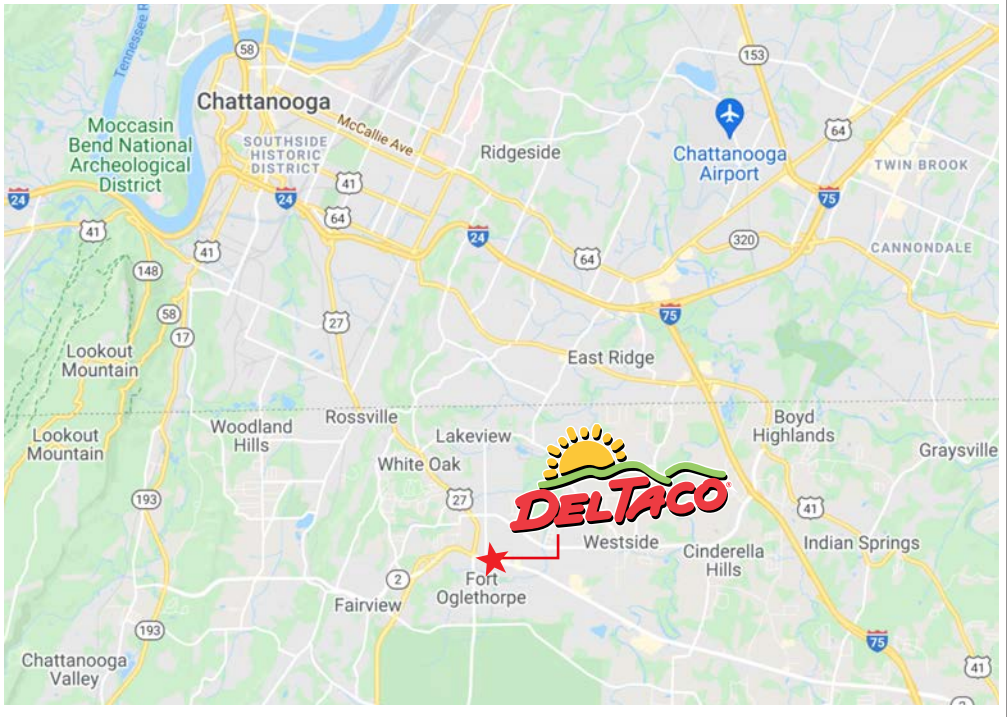 Tennessee R
58
153
Chattanooga
McCallie Ave
64
Moccasin
Bend National
Archeological
District
SOUTHSIDE
HISTORIC
DISTRICT
Ridgeside
Chattanooga
Airport
TWIN BROOK
41
24
24
75
64
41
41
24
320
CANNONDALE
64
148
58
75
27
17
Lookout
Mountain
East Ridge
Rossville
Woodland
Hills
Boyd
Highlands
Lookout
Mountain
Lakeview
Graysville
White Oak
193
27
DEL TACO®
41
Westside
Cinderella
Hills
Indian Springs
2
Fort
Oglethorpe
Fairview
193
75
Chattanooga
Valley
41